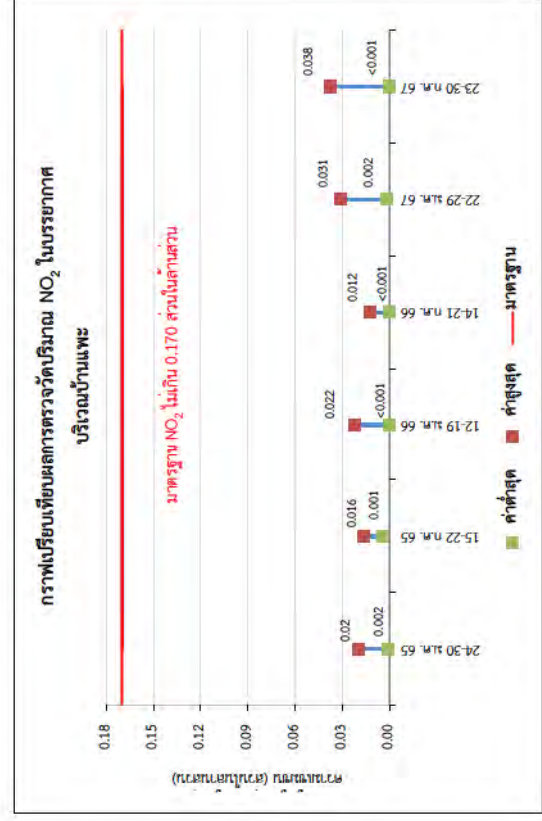 กราฟเปรียบเทียบผลการตรวจวัดปริมาณ NO2 ในบรรยากาศ
บริเวณบ้านแพะ
มาตรฐาน NO2 ไม่เกิน 0.170 ส่วนในล้านส่วน
0.18
0.15
0.12
0.09
0.06
0.03
0.00
0.02
0.002
0.016
0.001
0.022
<0.001
0.012
<0.001
0.031
0.002
0.038
<0.001
24-30 ม.ค. 65
15-22 ก.ค. 65
12-19 ม.ค. 66
14-21 ก.ค. 66
22-29 ม.ค. 67
23-30 ก.ค. 67
ค่าต่ำสุด ค่าสูงสุด มาตรฐาน